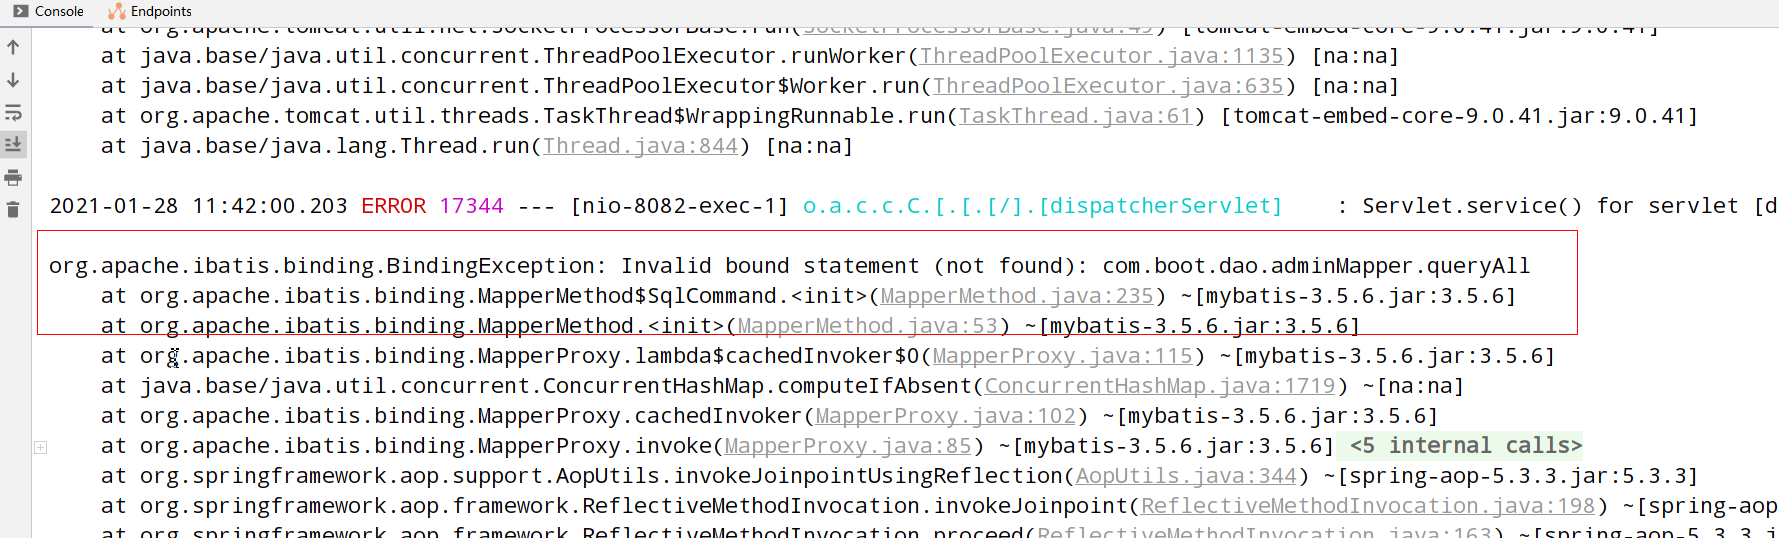 Console Endpoints
at org.apache.tomcat.util.net.SocketProcessorBase.run(SocketProcessorBase.java:49) [tomcat-embed-core-9.0.41.jar:9.0.41]
at java.base/java.util.concurrent.ThreadPoolExecutor.runWorker(ThreadPoolExecutor.java:1135) [na:na]
at java.base/java.util.concurrent.ThreadPoolExecutor$Worker.run(ThreadPoolExecutor.java:635) [na:na]
at org.apache.tomcat.util.threads.TaskThread$WrappingRunnable.run(TaskThread.java:61) [tomcat-embed-core-9.0.41.jar:9.0.41]
at java.base/java.lang.Thread.run(Thread.java:844) [na:na]
2021-01-28 11:42:00.203 ERROR 17344 --- [nio-8082-exec-1] o.a.c.c.C.[.[.[/].[dispatcherServlet] : Servlet.service() for servlet [d
org.apache.ibatis.binding.BindingException: Invalid bound statement (not found): com.boot.dao.adminMapper.queryAll
at org.apache.ibatis.binding.MapperMethod$SqlCommand.<init>(MapperMethod.java:235) ~[mybatis-3.5.6.jar:3.5.6]
at org.apache.ibatis.binding.MapperMethod.<init>(MapperMethod.java:53) ~[mybatis-3.5.6.jar:3.5.6]
at org.apache.ibatis.binding.MapperProxy.lambda$cachedInvoker$0(MapperProxy.java:115) ~[mybatis-3.5.6.jar:3.5.6]
at java.base/java.util.concurrent.ConcurrentHashMap.computeIfAbsent(ConcurrentHashMap.java:1719) ~[na:na]
at org.apache.ibatis.binding.MapperProxy.cachedInvoker(MapperProxy.java:102) ~[mybatis-3.5.6.jar:3.5.6]
at org.apache.ibatis.binding.MapperProxy.invoke(MapperProxy.java:85) ~[mybatis-3.5.6.jar:3.5.6] <5 internal calls>
at org.springframework.aop.support.AopUtils.invokeJoinpointUsingReflection(AopUtils.java:344) ~[spring-aop-5.3.3.jar:5.3.3]
at org.springframework.aop.framework.ReflectiveMethodInvocation.invokeJoinpoint(ReflectiveMethodInvocation.java:198) ~[spring-aop
at org.springframework.aop.framework.ReflectiveMethodInvocation.proceed(ReflectiveMethodInvocation.java:163) ~[spring-aop-5.3.3.j